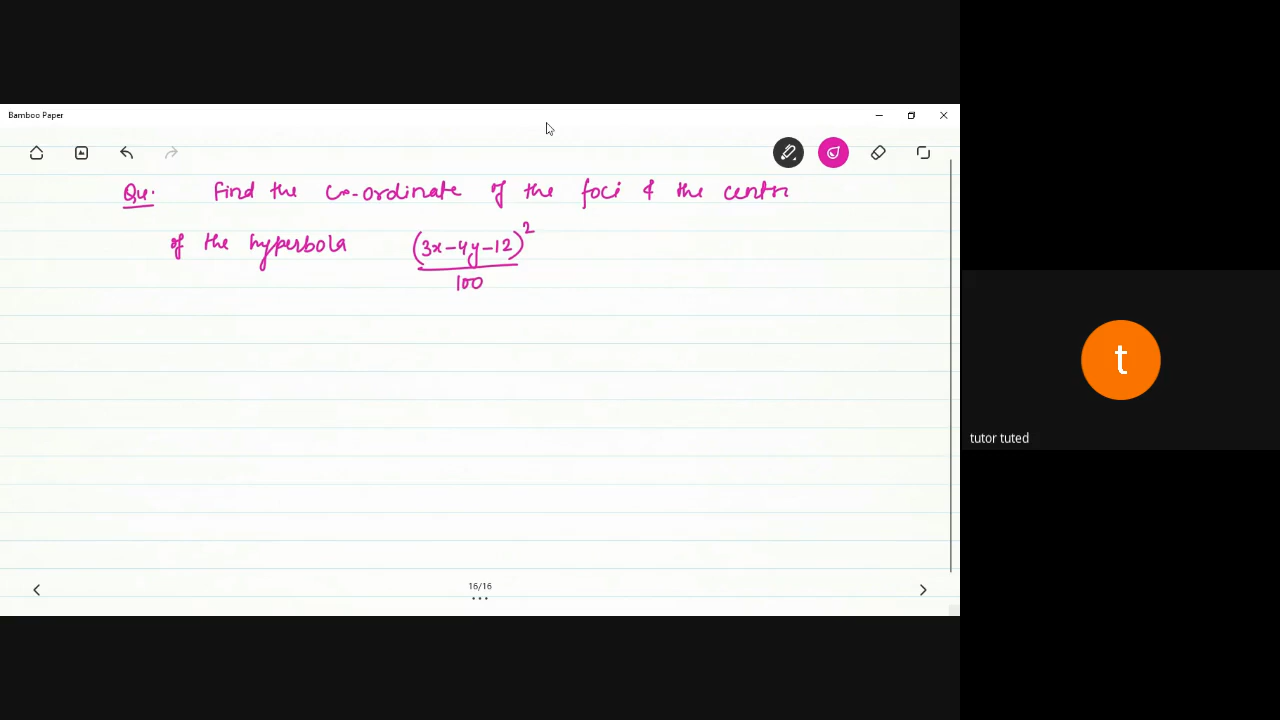 Bamboo Paper
Qu. Find the co-ordinate of the foci & the centre
of the hyperbola (3x-4y-12)²
100
t
tutor tuted
16/16